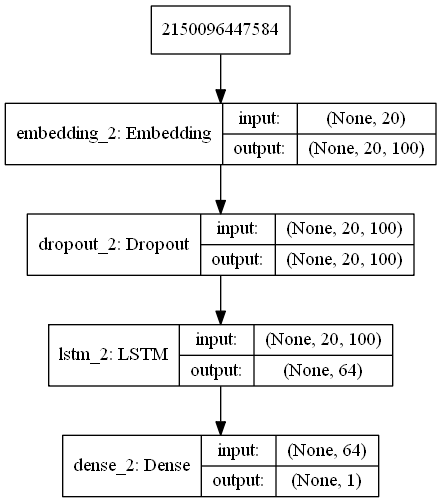 2150096447584
embedding_2: Embedding
input:
(None, 20)
output:
(None, 20, 100)
dropout_2: Dropout
input:
(None, 20, 100)
output:
(None, 20, 100)
lstm_2: LSTM
input:
(None, 20, 100)
output:
(None, 64)
dense_2: Dense
input:
(None, 64)
output:
(None, 1)